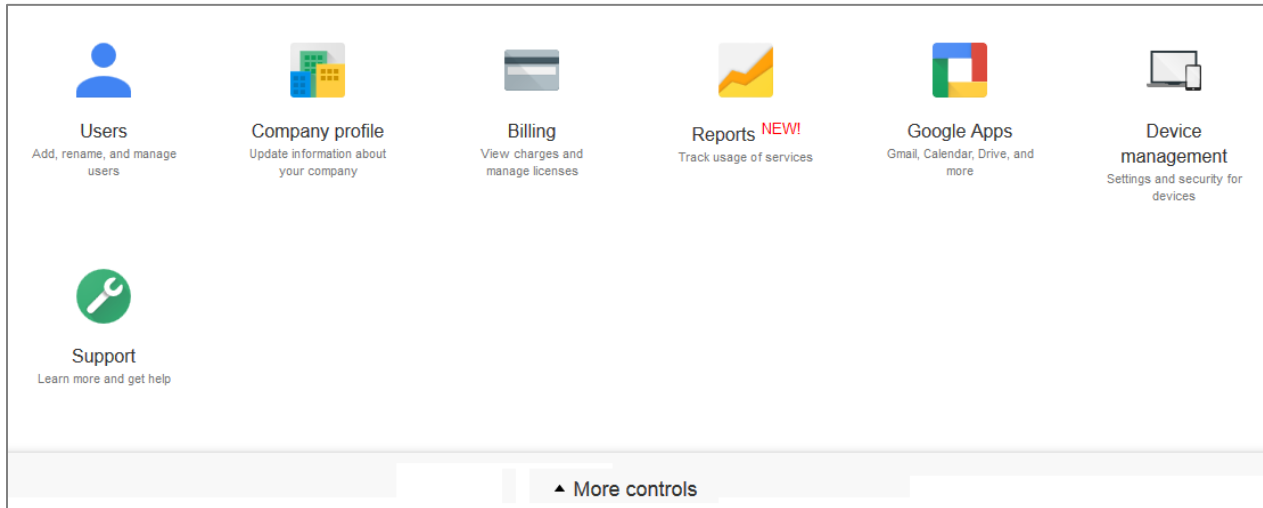 Users
Add, rename, and manage
users
Company profile
Update information about
your company
Billing
View charges and
manage licenses
Reports NEW!
Track usage of services
Google Apps
Gmail, Calendar, Drive, and
more
Device
management
Settings and security for
devices
Support
Learn more and get help
More controls